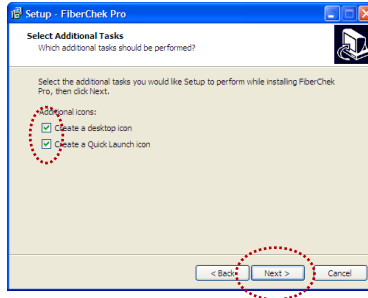 Setup - FiberChek Pro
Select Additional Tasks
Which additional tasks should be performed?
Select the additional tasks you would like Setup to perform while installing FiberChek
Pro, then click Next.
Additional icons:
Create a desktop icon
Create a Quick Launch icon
< Back
Next >
Cancel